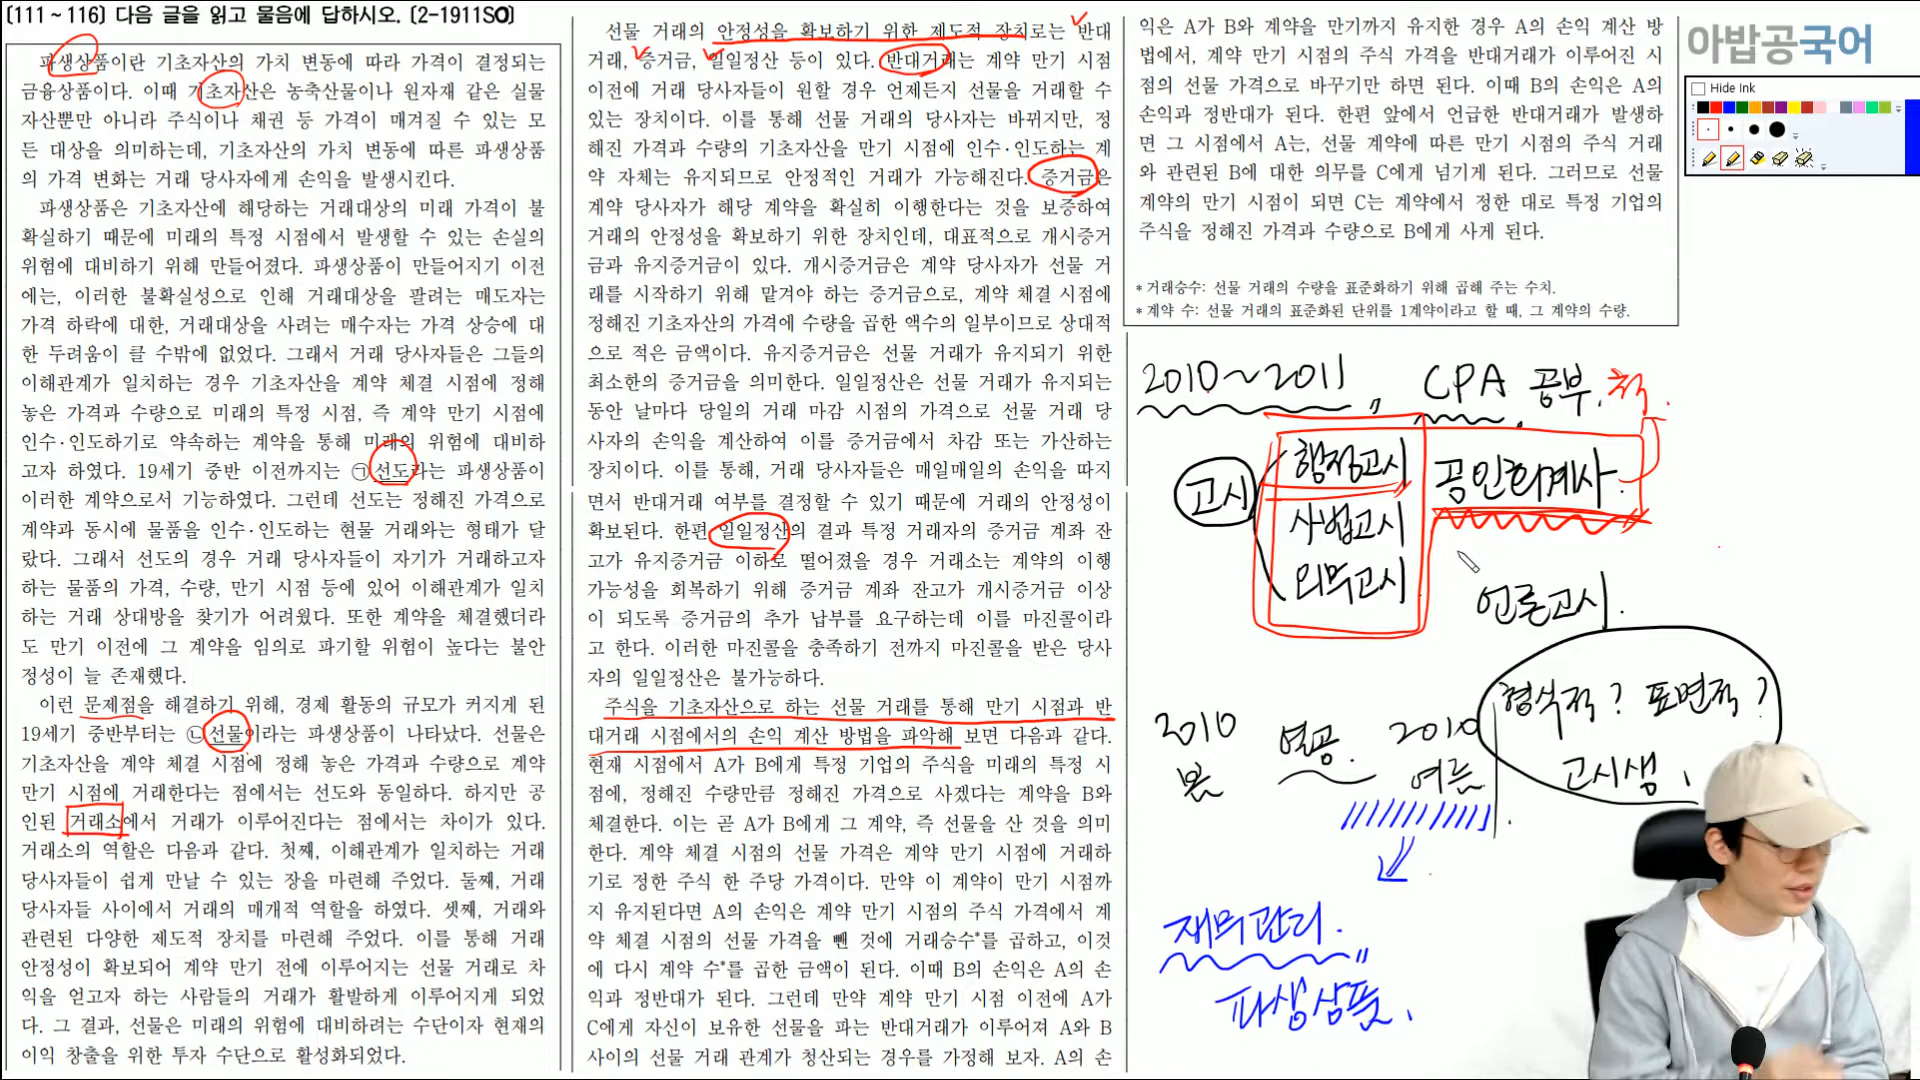 [111 ~ 116] 다음 글을 읽고 물음에 답하시오. [2-1911SO]
파생상품이란 기초자산의 가치 변동에 따라 가격이 결정되는
금융상품이다. 이때 기초자산은 농축산물이나 원자재 같은 실물
자산뿐만 아니라 주식이나 채권 등 가격이 매겨질 수 있는 모
든 대상을 의미하는데, 기초자산의 가치 변동에 따른 파생상품
의 가격 변화는 거래 당사자에게 손익을 발생시킨다.
파생상품은 기초자산에 해당하는 거래대상의 미래 가격이 불
확실하기 때문에 미래의 특정 시점에서 발생할 수 있는 손실의
위험에 대비하기 위해 만들어졌다. 파생상품이 만들어지기 이전
에는, 이러한 불확실성으로 인해 거래대상을 팔려는 매도자는
가격 하락에 대한, 거래대상을 사려는 매수자는 가격 상승에 대
한 두려움이 클 수밖에 없었다. 그래서 거래 당사자들은 그들의
이해관계가 일치하는 경우 기초자산을 계약 체결 시점에 정해
놓은 가격과 수량으로 미래의 특정 시점, 즉 계약 만기 시점에
인수·인도하기로 약속하는 계약을 통해 미래의 위험에 대비하
고자 하였다. 19세기 중반 이전까지는 ㉠선도라는 파생상품이
이러한 계약으로서 기능하였다. 그런데 선도는 정해진 가격으로
계약과 동시에 물품을 인수·인도하는 현물 거래와는 형태가 달
랐다. 그래서 선도의 경우 거래 당사자들이 자기가 거래하고자
하는 물품의 가격, 수량, 만기 시점 등에 있어 이해관계가 일치
하는 거래 상대방을 찾기가 어려웠다. 또한 계약을 체결했더라
도 만기 이전에 그 계약을 임의로 파기할 위험이 높다는 불안
정성이 늘 존재했다.
이런 문제점을 해결하기 위해, 경제 활동의 규모가 커지게 된
19세기 중반부터는 ㉡선물이라는 파생상품이 나타났다. 선물은
기초자산을 계약 체결 시점에 정해 놓은 가격과 수량으로 계약
만기 시점에 거래한다는 점에서는 선도와 동일하다. 하지만 공
인된 거래소에서 거래가 이루어진다는 점에서는 차이가 있다.
거래소의 역할은 다음과 같다. 첫째, 이해관계가 일치하는 거래
당사자들이 쉽게 만날 수 있는 장을 마련해 주었다. 둘째, 거래
당사자들 사이에서 거래의 매개적 역할을 하였다. 셋째, 거래와
관련된 다양한 제도적 장치를 마련해 주었다. 이를 통해 거래
안정성이 확보되어 계약 만기 전에 이루어지는 선물 거래로 차
익을 얻고자 하는 사람들의 거래가 활발하게 이루어지게 되었
다. 그 결과, 선물은 미래의 위험에 대비하려는 수단이자 현재의
이익 창출을 위한 투자 수단으로 활성화되었다.
선물 거래의 안정성을 확보하기 위한 제도적 장치로는 반대
거래, 증거금, 일일정산 등이 있다. 반대거래는 계약 만기 시점
이전에 거래 당사자들이 원할 경우 언제든지 선물을 거래할 수
있는 장치이다. 이를 통해 선물 거래의 당사자는 바뀌지만, 정
해진 가격과 수량의 기초자산을 만기 시점에 인수·인도하는 계
약 자체는 유지되므로 안정적인 거래가 가능해진다. 증거금은
계약 당사자가 해당 계약을 확실히 이행한다는 것을 보증하여
거래의 안정성을 확보하기 위한 장치인데, 대표적으로 개시증거
금과 유지증거금이 있다. 개시증거금은 계약 당사자가 선물 거
래를 시작하기 위해 맡겨야 하는 증거금으로, 계약 체결 시점에
정해진 기초자산의 가격에 수량을 곱한 액수의 일부이므로 상대적
으로 적은 금액이다. 유지증거금은 선물 거래가 유지되기 위한
최소한의 증거금을 의미한다. 일일정산은 선물 거래가 유지되는
동안 날마다 당일의 거래 마감 시점의 가격으로 선물 거래 당
사자의 손익을 계산하여 이를 증거금에서 차감 또는 가산하는
장치이다. 이를 통해, 거래 당사자들은 매일매일의 손익을 따지
면서 반대거래 여부를 결정할 수 있기 때문에 거래의 안정성이
확보된다. 한편 일일정산의 결과 특정 거래자의 증거금 계좌 잔
고가 유지증거금 이하로 떨어졌을 경우 거래소는 계약의 이행
가능성을 회복하기 위해 증거금 계좌 잔고가 개시증거금 이상
이 되도록 증거금의 추가 납부를 요구하는데 이를 마진콜이라
고 한다. 이러한 마진콜을 충족하기 전까지 마진콜을 받은 당사
자의 일일정산은 불가능하다.
주식을 기초자산으로 하는 선물 거래를 통해 만기 시점과 반
대거래 시점에서의 손익 계산 방법을 파악해 보면 다음과 같다.
현재 시점에서 A가 B에게 특정 기업의 주식을 미래의 특정 시
점에, 정해진 수량만큼 정해진 가격으로 사겠다는 계약을 B와
체결한다. 이는 곧 A가 B에게 그 계약, 즉 선물을 산 것을 의미
한다. 계약 체결 시점의 선물 가격은 계약 만기 시점에 거래하
기로 정한 주식 한 주당 가격이다. 만약 이 계약이 만기 시점까
지 유지된다면 A의 손익은 계약 만기 시점의 주식 가격에서 계
약 체결 시점의 선물 가격을 뺀 것에 거래승수*를 곱하고, 이것
에 다시 계약 수*를 곱한 금액이 된다. 이때 B의 손익은 A의 손
익과 정반대가 된다. 그런데 만약 계약 만기 시점 이전에 A가
C에게 자신이 보유한 선물을 파는 반대거래가 이루어져 A와 B
사이의 선물 거래 관계가 청산되는 경우를 가정해 보자. A의 손
익은 A가 B와 계약을 만기까지 유지한 경우 A의 손익 계산 방
법에서, 계약 만기 시점의 주식 가격을 반대거래가 이루어진 시
점의 선물 가격으로 바꾸기만 하면 된다. 이때 B의 손익은 A의
손익과 정반대가 된다. 한편 앞에서 언급한 반대거래가 발생하
면 그 시점에서 A는, 선물 계약에 따른 만기 시점의 주식 거래
와 관련된 B에 대한 의무를 C에게 넘기게 된다. 그러므로 선물
계약의 만기 시점이 되면 C는 계약에서 정한 대로 특정 기업의
주식을 정해진 가격과 수량으로 B에게 사게 된다.
* 거래승수: 선물 거래의 수량을 표준화하기 위해 곱해 주는 수치.
* 계약 수: 선물 거래의 표준화된 단위를 1계약이라고 할 때, 그 계약의 수량.
아밥공국어
Hide Ink
2010~2011 CPA 공부.
고시
행정고시
공인회계사
사법고시
외무고시
언론고시.
형식적? 표면적?
고시생.
2010 봄
열공.
2010 여름
재무관리.
파생상품.